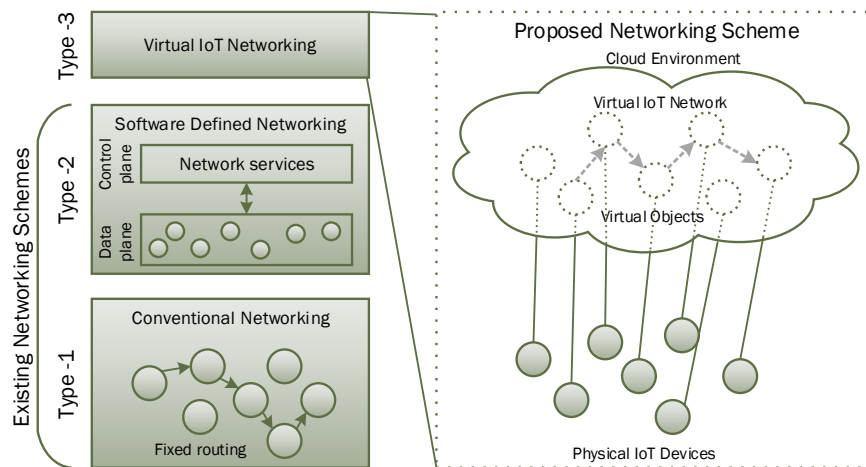 Type -3
Virtual IoT Networking
Existing Networking Schemes
Type -2
Software Defined Networking
Control
plane
Network services
Data
plane
Type -1
Conventional Networking
Fixed routing
Proposed Networking Scheme
Cloud Environment
Virtual IoT Network
Virtual Objects
Physical IoT Devices